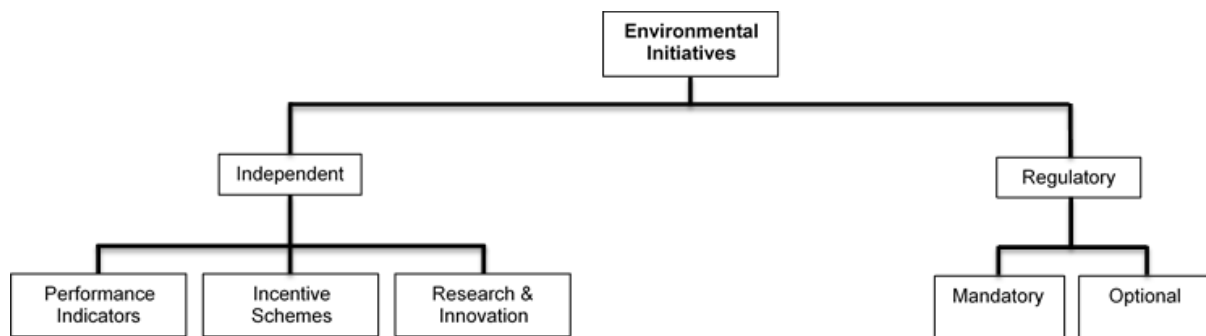 Environmental
Initiatives
Independent
Regulatory
Performance
Indicators
Incentive
Schemes
Research &
Innovation
Mandatory
Optional